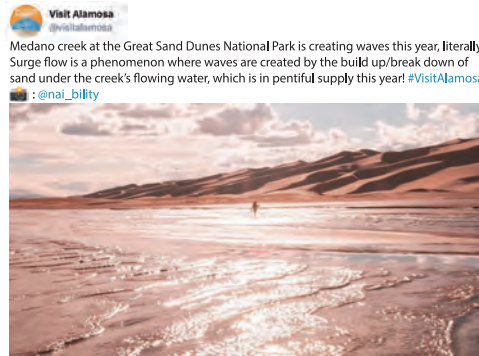 Visit Alamosa
@visitalamosa
Medano creek at the Great Sand Dunes National Park is creating waves this year, literally
Surge flow is a phenomenon where waves are created by the build up/break down of
sand under the creek's flowing water, which is in pentiful supply this year! #VisitAlamosa
: @nai_bility